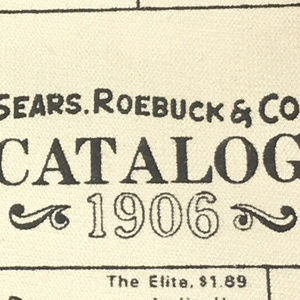 SEARS, ROEBUCK & CO
CATALOG
1906
The Elite, $1.89